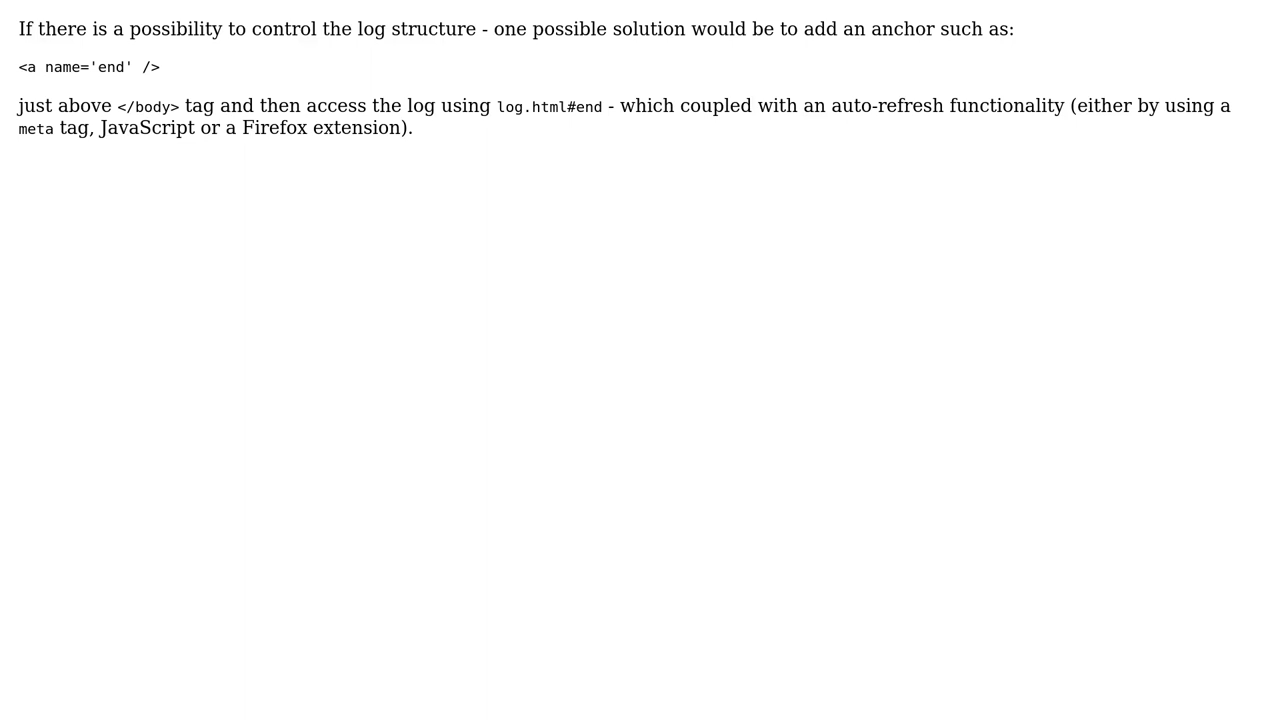 If there is a possibility to control the log structure - one possible solution would be to add an anchor such as:
<a name='end' />
just above </body> tag and then access the log using log.html#end - which coupled with an auto-refresh functionality (either by using a
meta tag, JavaScript or a Firefox extension).